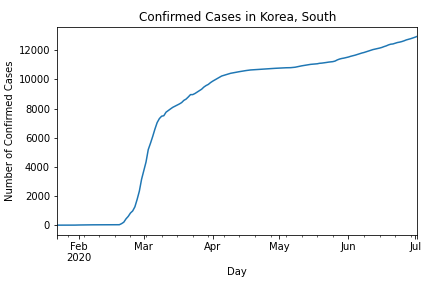 Confirmed Cases in Korea, South
Number of Confirmed Cases
12000
10000
8000
6000
4000
2000
0
Feb Mar Apr May Jun Jul
2020
Day